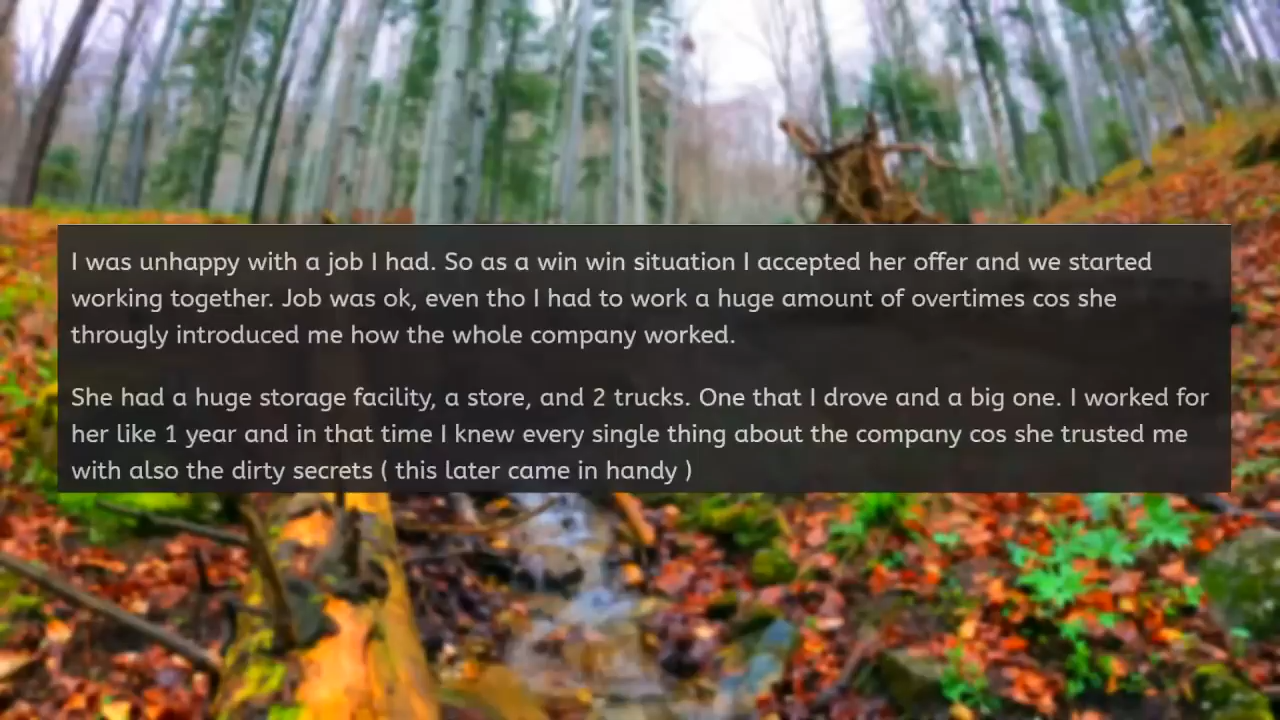 I was unhappy with a job I had. So as a win win situation I accepted her offer and we started
working together. Job was ok, even tho I had to work a huge amount of overtimes cos she
througly introduced me how the whole company worked.
She had a huge storage facility, a store, and 2 trucks. One that I drove and a big one. I worked for
her like 1 year and in that time I knew every single thing about the company cos she trusted me
with also the dirty secrets ( this later came in handy )